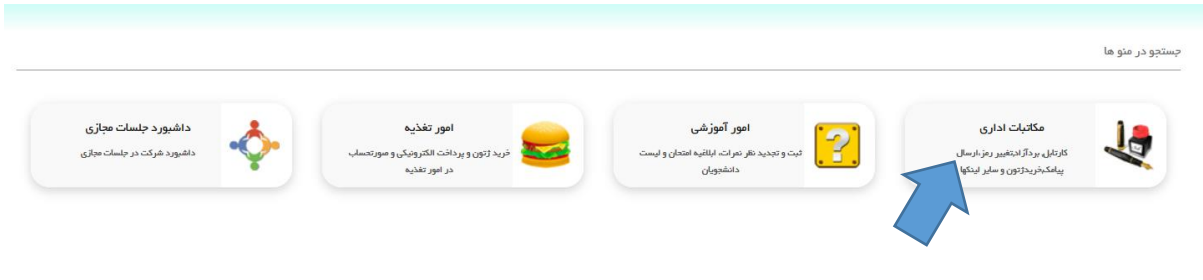 جستجو در منو ها
مکاتبات اداری
کارتابل، بردآزاد،تغییر رمز،ارسال
پیامک،خریدژتون و سایر لینکها
امور آموزشی
ثبت و تجدید نظر نمرات، ابلاغیه امتحان و لیست
دانشجویان
امور تغذیه
خرید ژتون و پرداخت الکترونیکی و صورتحساب
در امور تغذیه
داشبورد جلسات مجازی
داشبورد شرکت در جلسات مجازی